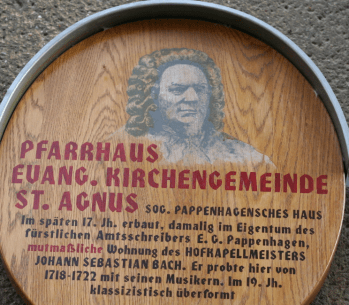 PFARRHAUS
EVANG. KIRCHENGEMEINDE
ST. AGNUS SOG. PAPPENHAGENSCHES HAUS
Im späten 17. Jh. erbaut, damalig im Eigentum des
fürstlichen Amtsschreibers E. G. Pappenhagen,
mutmaßliche Wohnung des HOFKAPELLMEISTERS
JOHANN SEBASTIAN BACH. Er probte hier von
1718-1722 mit seinen Musikern. Im 19. Jh.
klassizistisch überformt